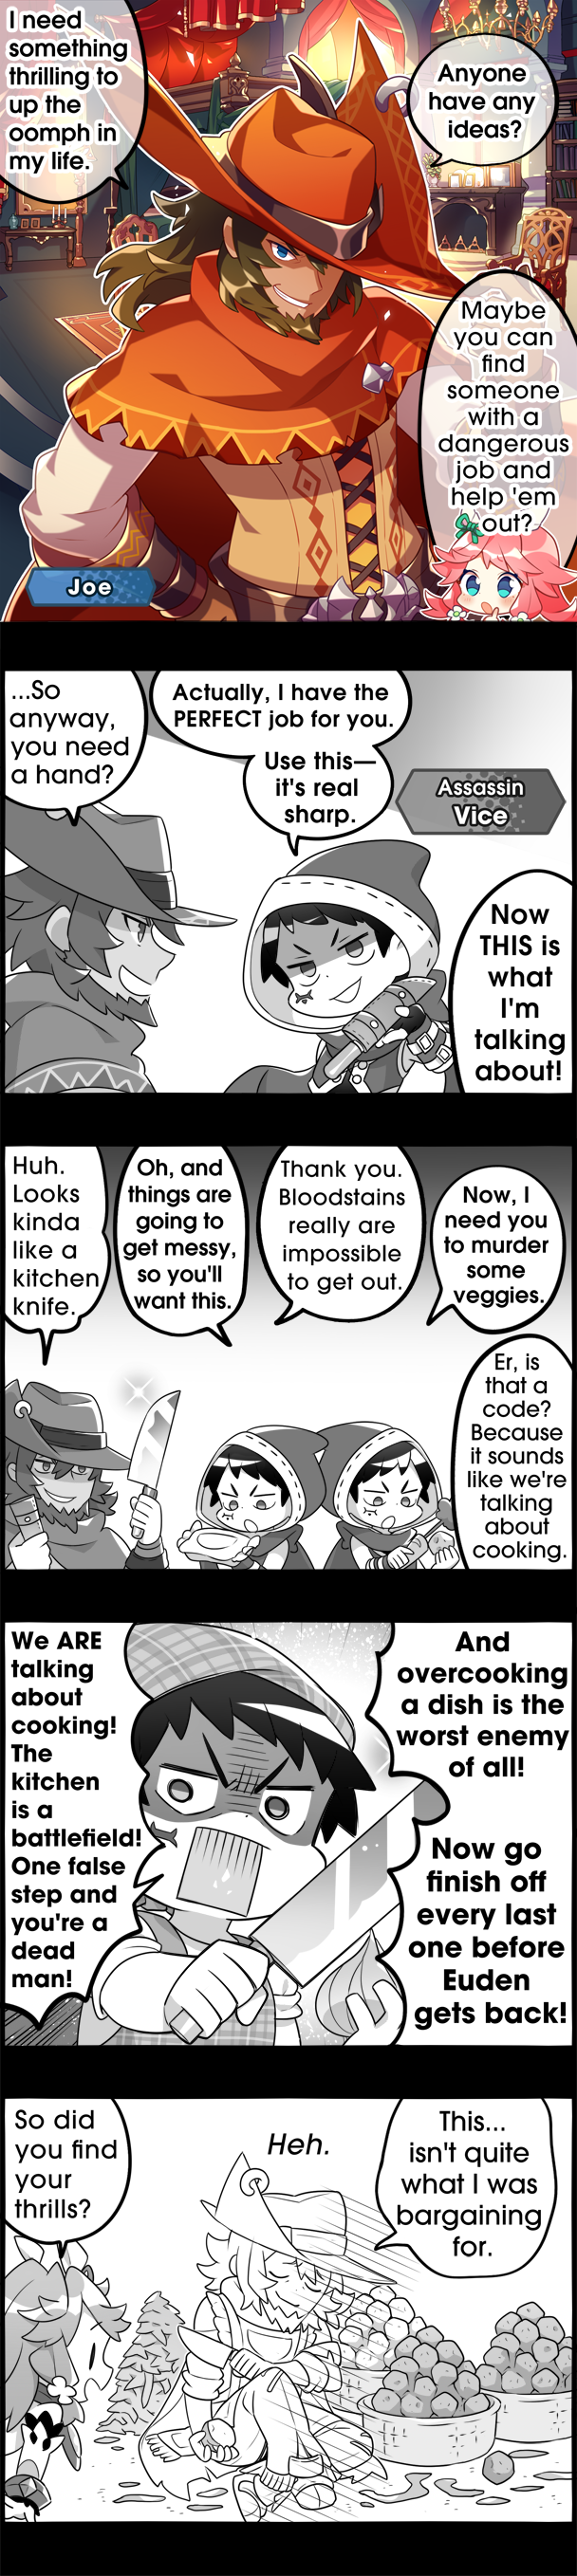 I need
something
thrilling to
up the
oomph in
my life.
Anyone
have any
ideas?
Maybe
you can
find
someone
with a
dangerous
job and
help 'em
out?
Joe
...So
anyway,
you need
a hand?
Actually, I have the
PERFECT job for you.
Use this—
it's real
sharp.
Assassin
Vice
Now
THIS is
what
I'm
talking
about!
Huh.
Looks
kinda
like a
kitchen
knife.
Oh, and
things are
going to
get messy,
so you'll
want this.
Thank you.
Bloodstains
really are
impossible
to get out.
Now, I
need you
to murder
some
veggies.
Er, is
that a
code?
Because
it sounds
like we're
talking
about
cooking.
We ARE
talking
about
cooking!
The
kitchen
is a
battlefield!
One false
step and
you're a
dead
man!
And
overcooking
a dish is the
worst enemy
of all!
Now go
finish off
every last
one before
Euden
gets back!
So did
you find
your
thrills?
Heh.
This...
isn't quite
what I was
bargaining
for.